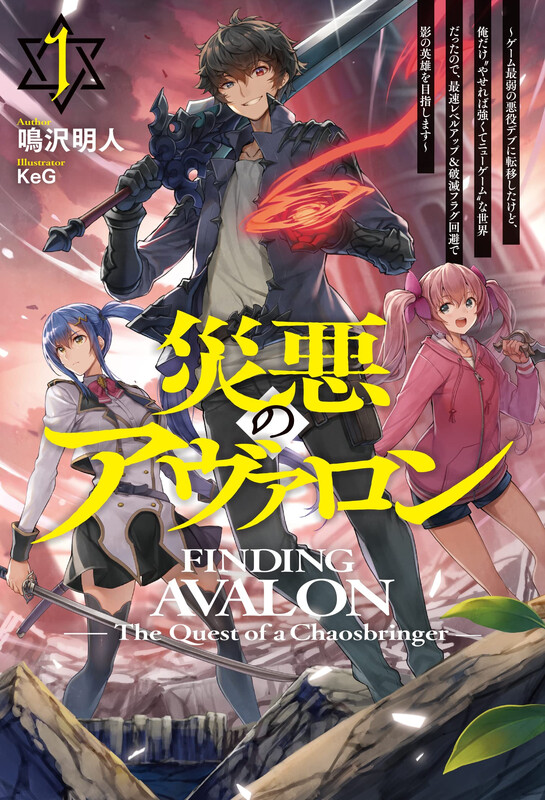 1
Author
鳴沢明人
Illustrator
KeG
～ゲーム最弱の悪役デブに転移したけど、
俺だけ“やせれば強くてニューゲーム”な世界
だったので、最速レベルアップ＆破滅フラグ回避で
影の英雄を目指します～
災悪
の
アヴァロン
FINDING
AVALON
The Quest of a Chaosbringer